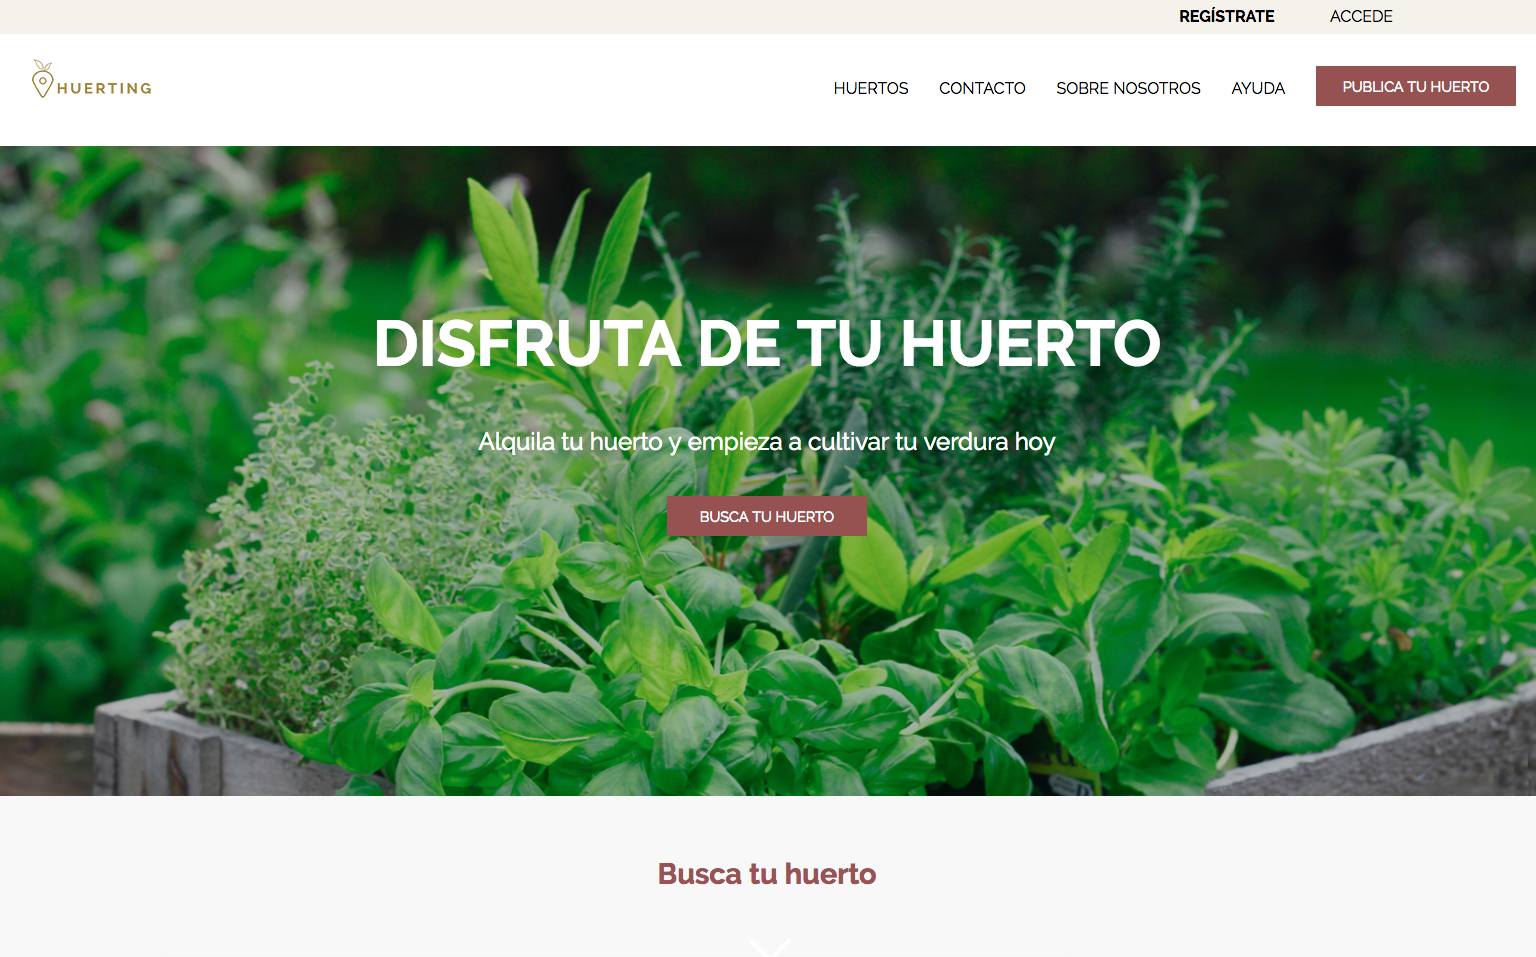 REGÍSTRATE ACCEDE
HUERTING
HUERTOS CONTACTO SOBRE NOSOTROS AYUDA PUBLICA TU HUERTO
DISFRUTA DE TU HUERTO
Alquila tu huerto y empieza a cultivar tu verdura hoy
BUSCA TU HUERTO
Busca tu huerto